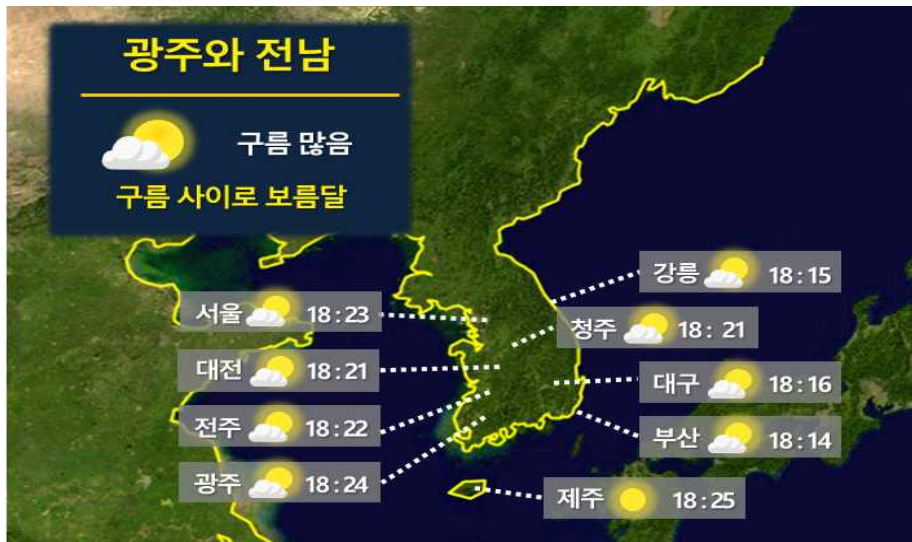 광주와 전남
구름 많음
구름 사이로 보름달
강릉 18:15
서울 18:23
청주 18: 21
대전 18:21
대구 18:16
전주 18:22
부산 18:14
광주 18:24
제주 18:25